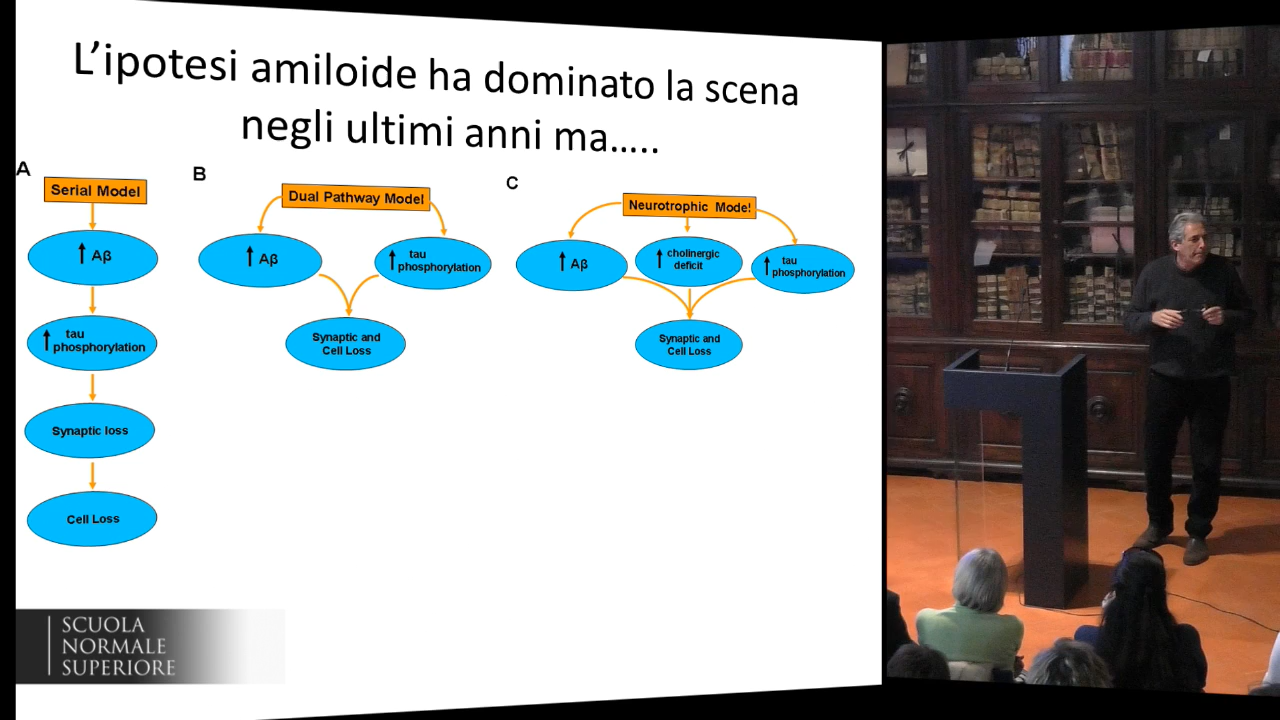 L'ipotesi amiloide ha dominato la scena
negli ultimi anni ma.....
A
Serial Model
Aβ
tau
phosphorylation
Synaptic loss
Cell Loss
B
Dual Pathway Model
Aβ
tau
phosphorylation
Synaptic and
Cell Loss
C
Neurotrophic Model
Aβ
cholinergic
deficit
tau
phosphorylation
Synaptic and
Cell Loss
SCUOLA
NORMALE
SUPERIORE